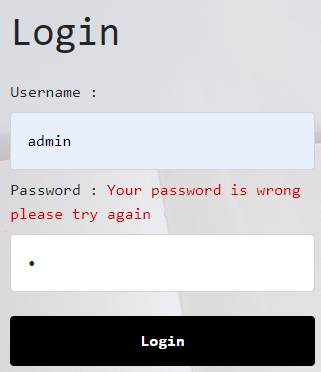 Login
Username :
admin
Password : Your password is wrong
please try again
•
Login